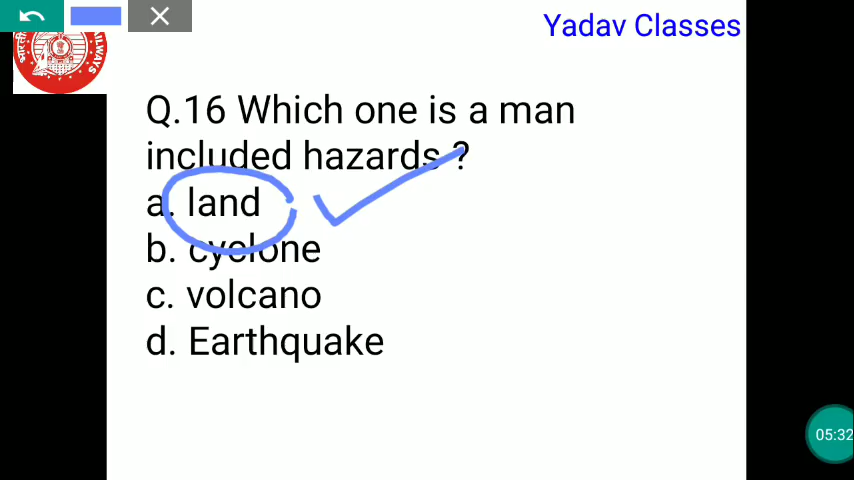 Yadav Classes
Q.16 Which one is a man
included hazards ?
a. land
b. cyclone
c. volcano
d. Earthquake
05:32